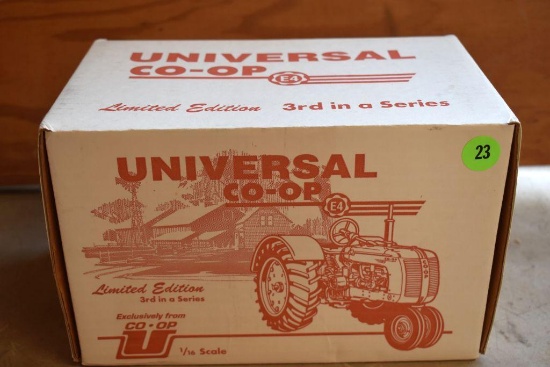 UNIVERSAL
CO-OP E4
Limited Edition 3rd in a Series
23
UNIVERSAL
CO-OP
E4
Limited Edition
3rd in a Series
Exclusively from
CO-OP
U
1/16 Scale